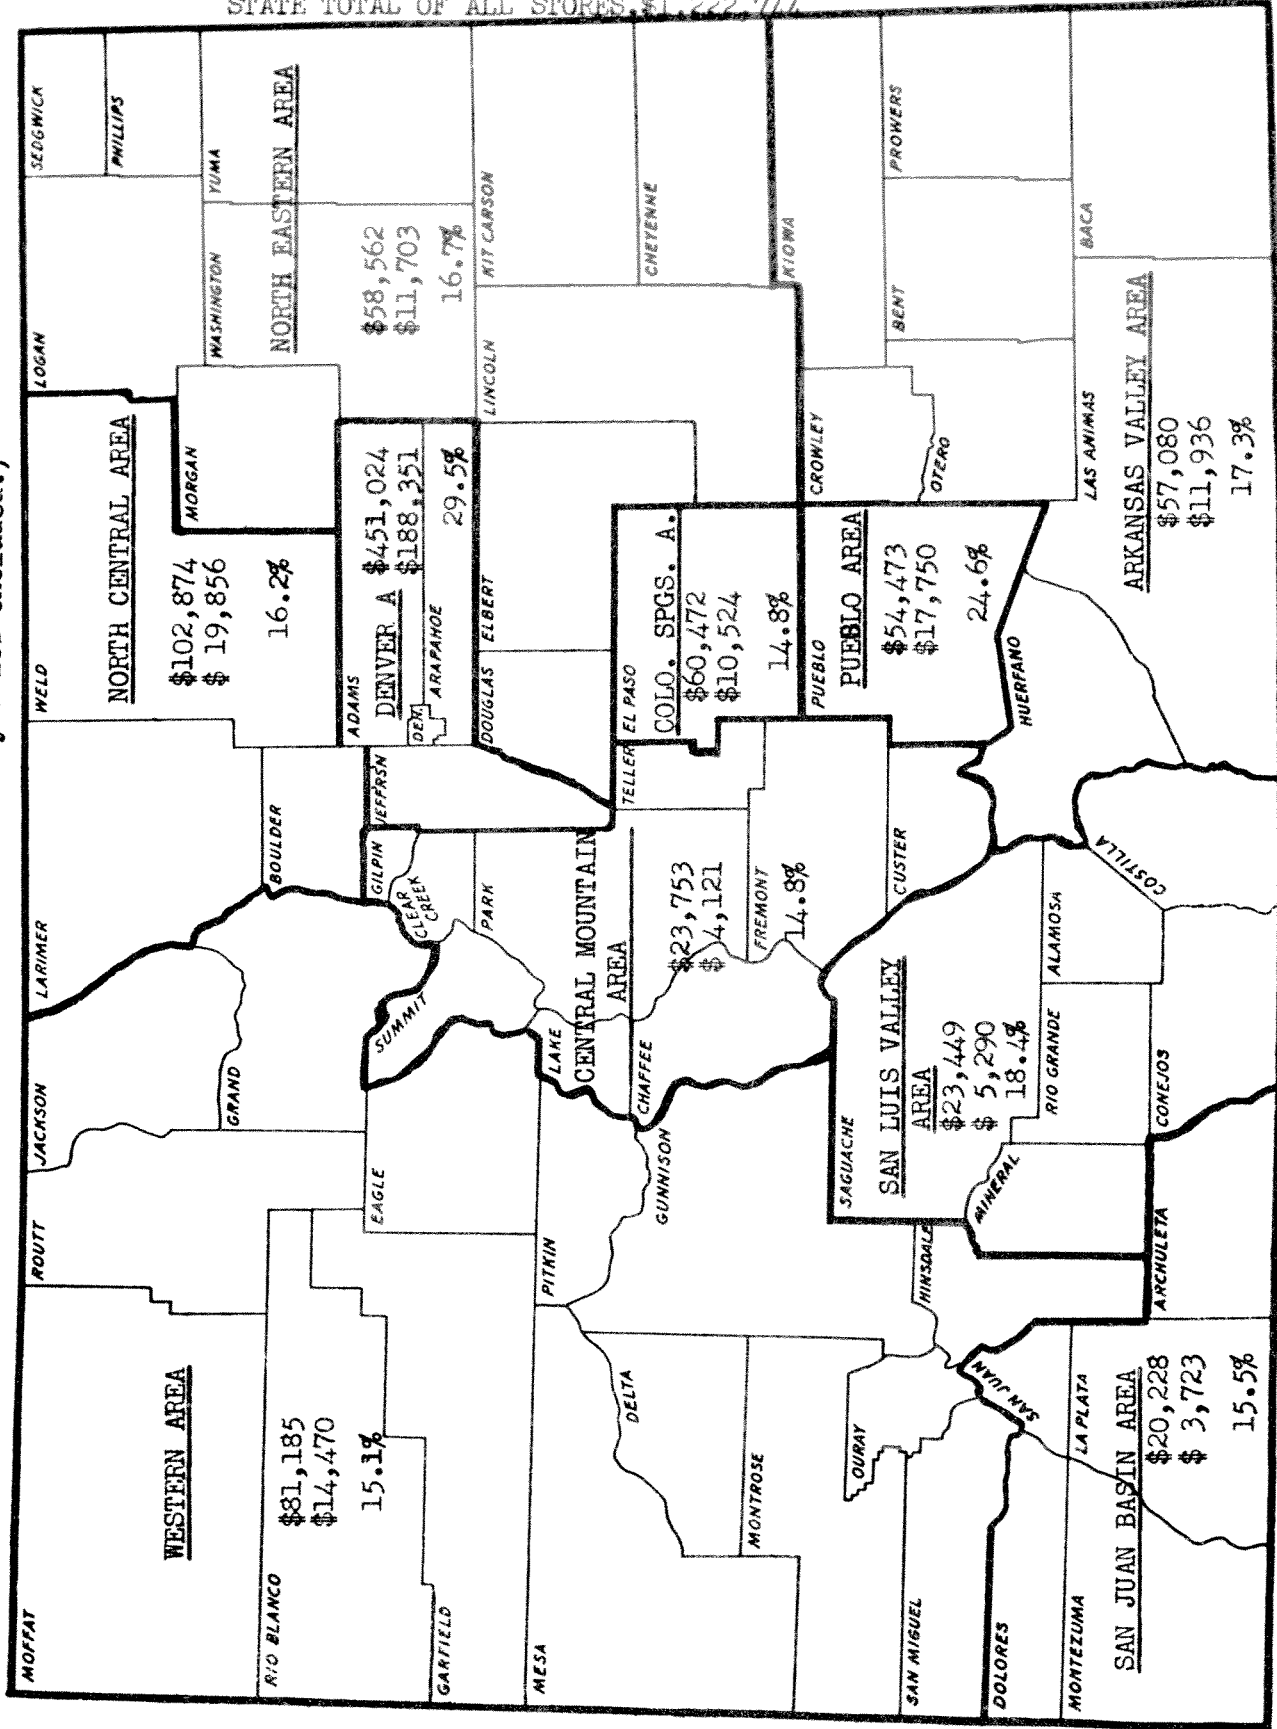 STATE TOTAL OF ALL STORES.$1,222,744
MOFFAT
ROUTT
JACKSON
LARIMER
WELD
LOGAN
SEDGWICK
PHILLIPS
WESTERN AREA
NORTH CENTRAL AREA
MORGAN
WASHINGTON
YUMA
NORTH EASTERN AREA
RIO BLANCO
$81,185
$14,470
15.1%
GRAND
BOULDER
$102,874
$ 19,856
16.2%
$58,562
$11,703
16.7%
GARFIELD
EAGLE
SUMMIT
GILPIN
CLEAR
CREEK
JEFFRSN
ADAMS
DENVER A
$451,024
$188,351
29.5%
DEN.
ARAPAHOE
MESA
PITKIN
LAKE
PARK
DOUGLAS
ELBERT
LINCOLN
KIT CARSON
CENTRAL MOUNTAIN
AREA
$23,753
$ 4,121
14.8%
DELTA
GUNNISON
CHAFFEE
TELLER
EL PASO
COLO. SPGS. A.
$60,472
$10,524
14.8%
CHEYENNE
MONTROSE
FREMONT
KIOWA
OURAY
SAGUACHE
PUEBLO
PUEBLO AREA
$54,473
$17,750
24.6%
CROWLEY
SAN LUIS VALLEY
AREA
$23,449
$ 5,290
18.4%
CUSTER
BENT
PROWERS
SAN MIGUEL
HINSDALE
OTERO
DOLORES
SAN JUAN
MINERAL
RIO GRANDE
ALAMOSA
HUERFANO
MONTEZUMA
LA PLATA
LAS ANIMAS
BACA
SAN JUAN BASIN AREA
$20,228
$ 3,723
15.5%
ARCHULETA
CONEJOS
COSTILLA
ARKANSAS VALLEY AREA
$57,080
$11,936
17.3%